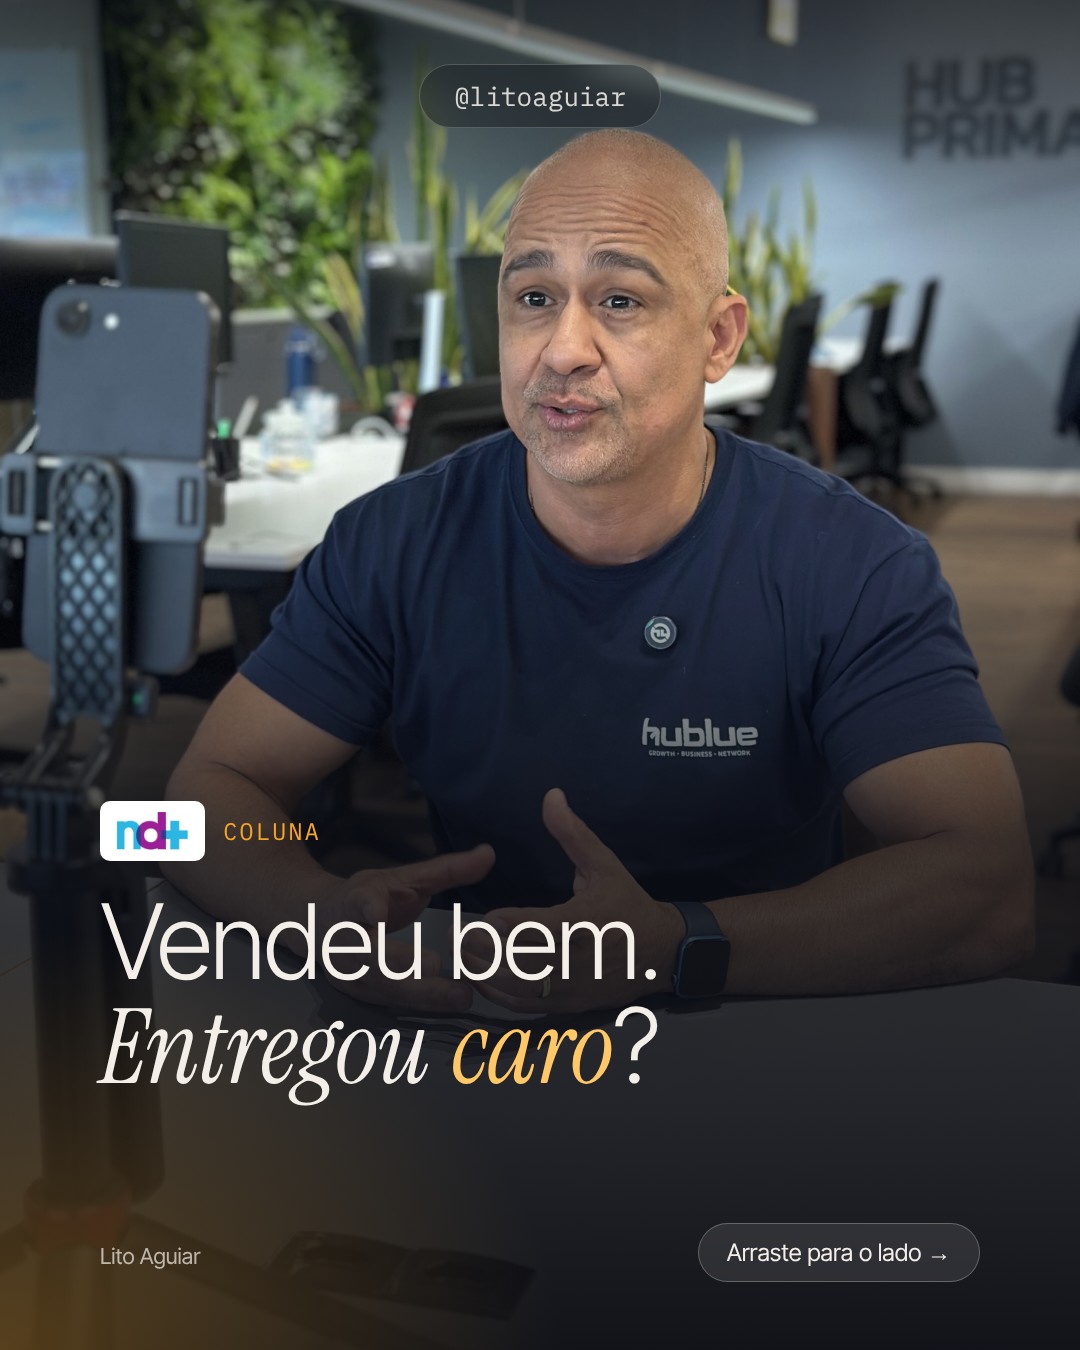 @litoaguiar
HUB
PRIMA
hublue
GROWTH • BUSINESS • NETWORK
nd+
COLUNA
Vendeu bem.
Entregou caro?
Lito Aguiar
Arraste para o lado →